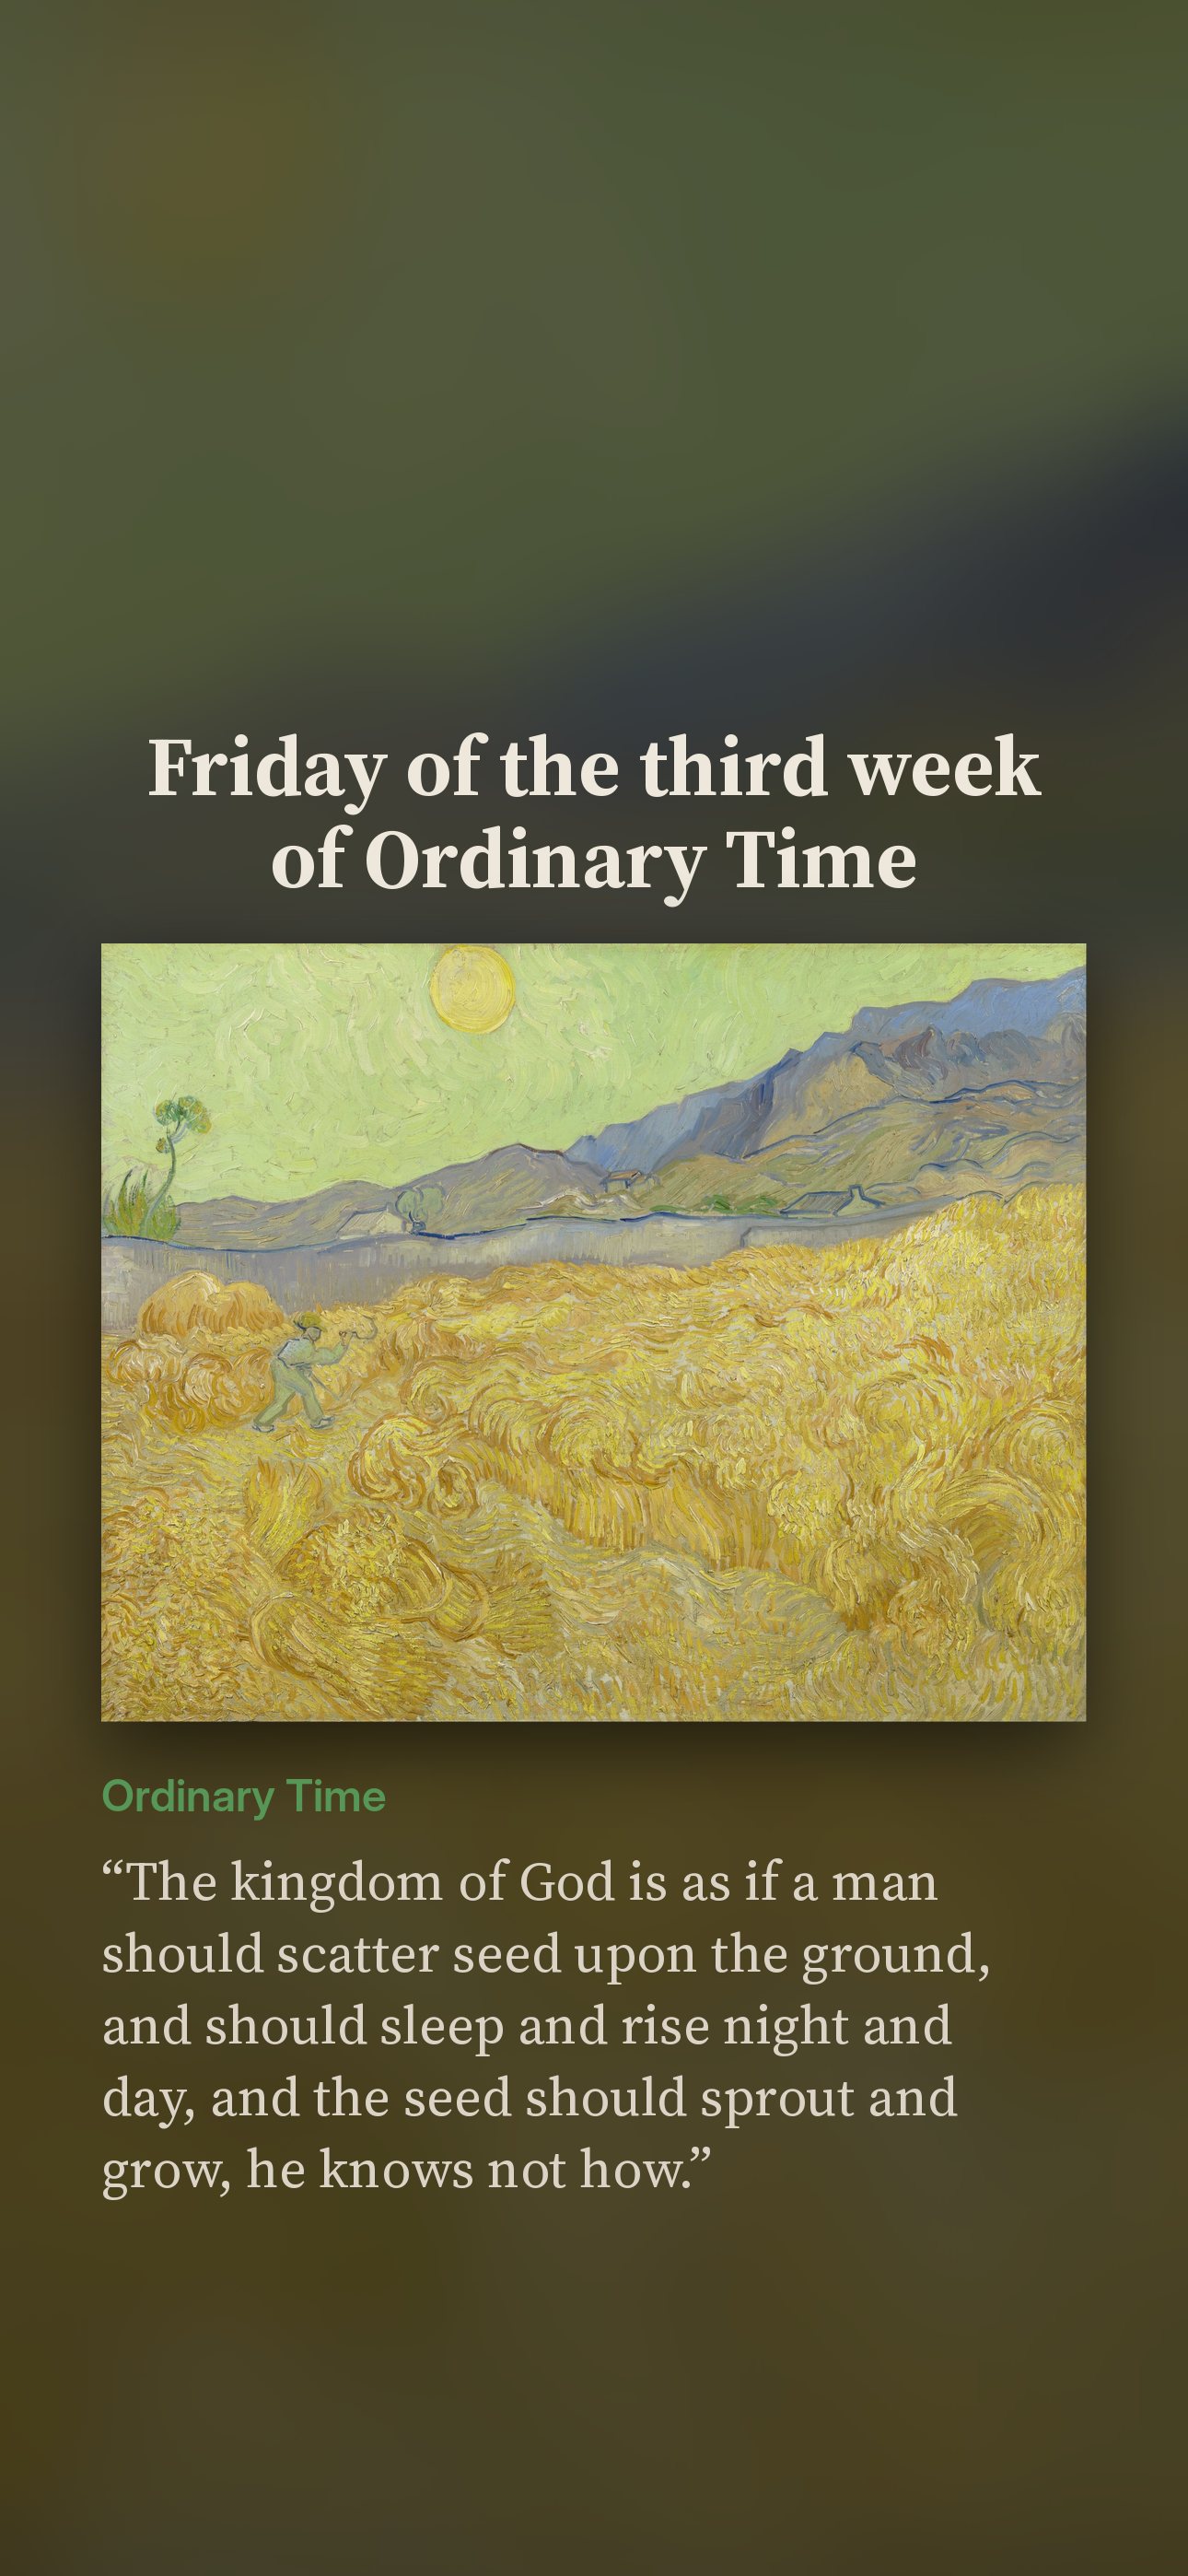 Friday of the third week
of Ordinary Time
Ordinary Time
“The kingdom of God is as if a man
should scatter seed upon the ground,
and should sleep and rise night and
day, and the seed should sprout and
grow, he knows not how.”